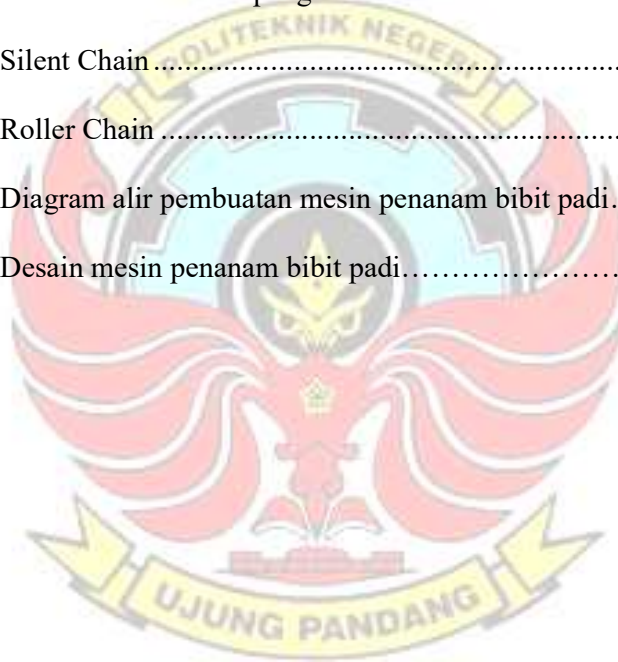 POLITEKNIK NEGERI
Silent Chain ......................................................
Roller Chain .....................................................
Diagram alir pembuatan mesin penanam bibit padi.
Desain mesin penanam bibit padi…………………
UJUNG PANDANG